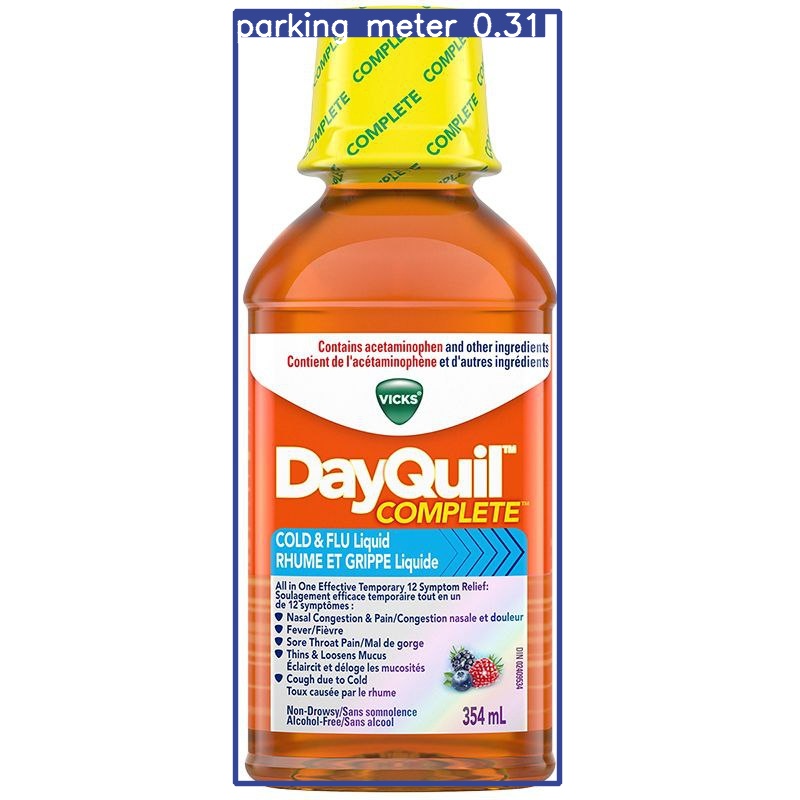 parking meter 0.31
COMPLETE
COMPLETE
COMPLETE
COMPLETE
COMPLETE
Contains acetaminophen and other ingredients
Contient de l'acétaminophène et d'autres ingrédients
VICKS®
DayQuil™
COMPLETE™
COLD & FLU Liquid
RHUME ET GRIPPE Liquide
All in One Effective Temporary 12 Symptom Relief:
Soulagement efficace temporaire tout en un
de 12 symptômes :
Nasal Congestion & Pain/Congestion nasale et douleur
Fever/Fièvre
Sore Throat Pain/Mal de gorge
Thins & Loosens Mucus
Éclaircit et déloge les mucosités
Cough due to Cold
Toux causée par le rhume
DIN 02409534
Non-Drowsy/Sans somnolence
Alcohol-Free/Sans alcool
354 mL